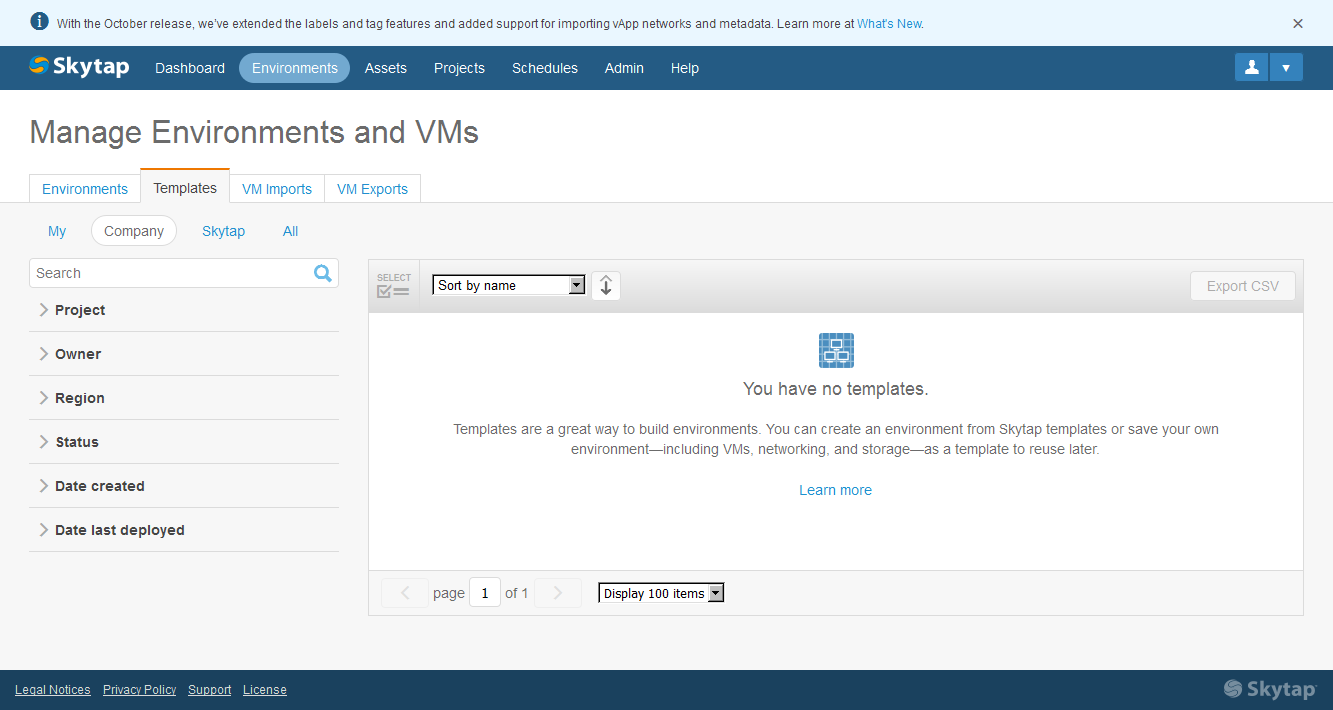 With the October release, we've extended the labels and tag features and added support for importing vApp networks and metadata. Learn more at What's New.
Skytap Dashboard Environments Assets Projects Schedules Admin Help
Manage Environments and VMs
Environments Templates VM Imports VM Exports
My Company Skytap All
Search
Project
Owner
Region
Status
Date created
Date last deployed
SELECT Sort by name Export CSV
You have no templates.
Templates are a great way to build environments. You can create an environment from Skytap templates or save your own
environment—including VMs, networking, and storage—as a template to reuse later.
Learn more
page 1 of 1 Display 100 items
Legal Notices Privacy Policy Support License Skytap